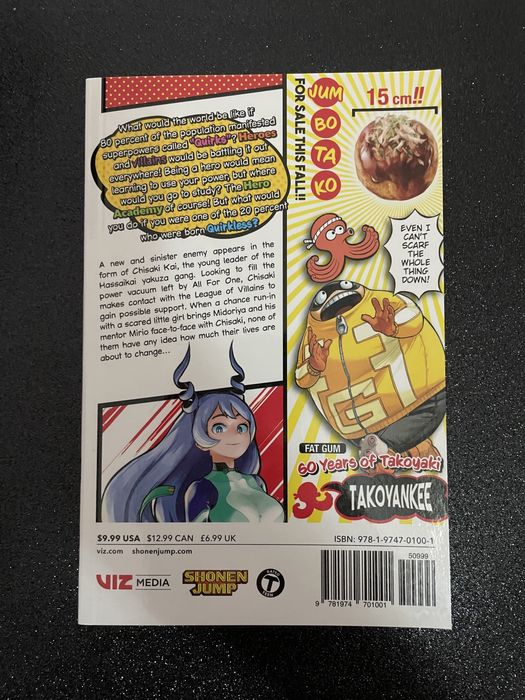 What would the world be like if
80 percent of the population manifested
superpowers called "Quirks"? Heroes
and villains would be battling it out
everywhere! Being a hero would mean
learning to use your power, but where
would you go to study? The Hero
Academy of course! But what would
you do if you were one of the 20 percent
who were born Quirkless?
A new and sinister enemy appears in the
form of Chisaki Kai, the young leader of the
Hassaikai yakuza gang. Looking to fill the
power vacuum left by All For One, Chisaki
makes contact with the League of Villains to
gain possible support. When a chance run-in
with a scared little girl brings Midoriya and his
mentor Mirio face-to-face with Chisaki, none of
them have any idea how much their lives are
about to change...
FOR SALE THIS FALL!!
JUM
BO
TA
KO
15 cm!!
EVEN I
CAN'T
SCARF
THE
WHOLE
THING
DOWN!
F T
G
FAT GUM
60 Years of Takoyaki
TAKOYANKEE
$9.99 USA $12.99 CAN £6.99 UK
viz.com shonenjump.com
VIZ MEDIA
SHONEN
JUMP
RATED
T
TEEN
ISBN: 978-1-9747-0100-1
50999
9 781974 701001